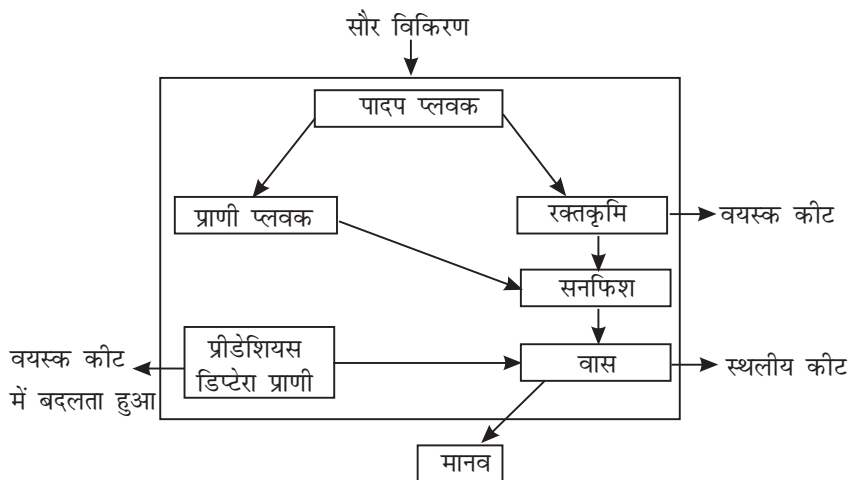 सौर विकिरण
पादप प्लवक
प्राणी प्लवक
रक्तकृमि
वयस्क कीट
सनफिश
वयस्क कीट
में बदलता हुआ
प्रीडेशियस
डिप्टेरा प्राणी
वास
स्थलीय कीट
मानव